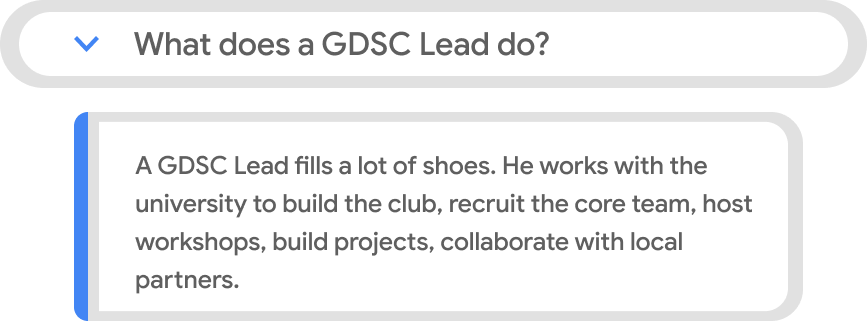 What does a GDSC Lead do?
A GDSC Lead fills a lot of shoes. He works with the
university to build the club, recruit the core team, host
workshops, build projects, collaborate with local
partners.